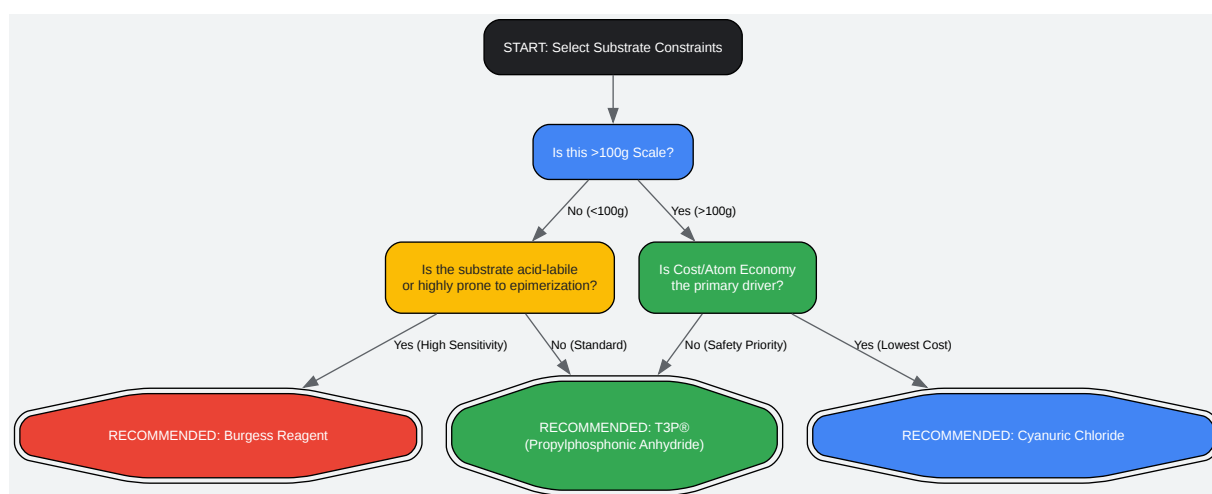 START: Select Substrate Constraints
Is this >100g Scale?
No (<100g)
Yes (>100g)
Is the substrate acid-labile
or highly prone to epimerization?
Is Cost/Atom Economy
the primary driver?
Yes (High Sensitivity)
No (Standard)
No (Safety Priority)
Yes (Lowest Cost)
RECOMMENDED: Burgess Reagent
RECOMMENDED: T3P®
(Propylphosphonic Anhydride)
RECOMMENDED: Cyanuric Chloride